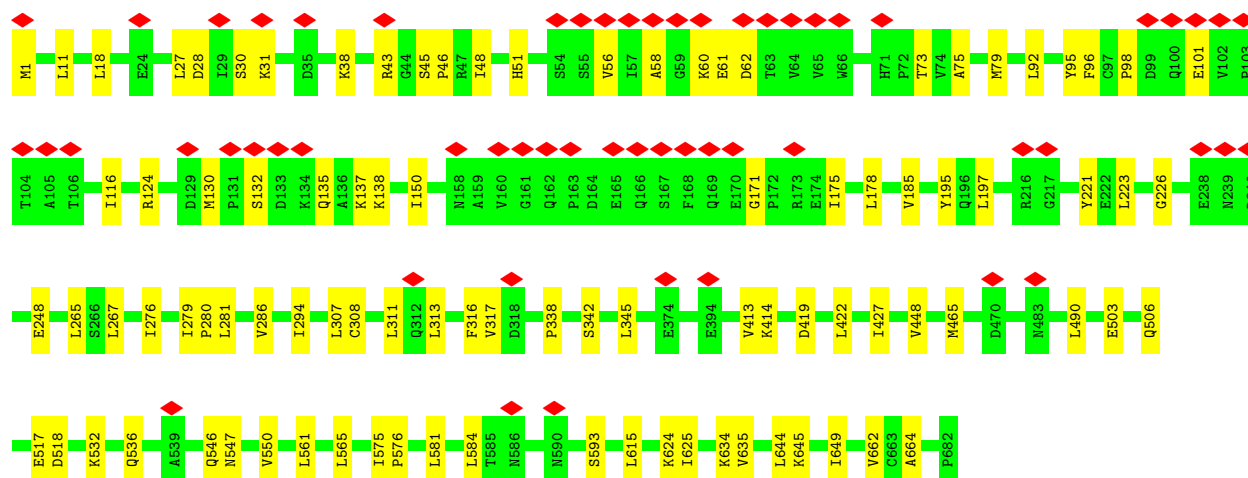 M1 L11 L18 E24 L27 D28 I29 S30 K31 D35 K38 R43 G44 S45 P46 R47 I48 H51 S54 S55 V56 I57 A58 G59 K60 E61 D62 T63 V64 V65 W66 H71 P72 T73 V74 A75 M79 L92 Y95 F96 C97 P98 D99 Q100 E101 V102
T104 A105 T106 I116 R124 D129 M130 P131 S132 D133 K134 Q135 A136 K137 K138 I150 N158 A159 V160 G161 Q162 P163 D164 E165 Q166 S167 F168 Q169 E170 G171 P172 R173 E174 I175 L178 V185 Y195 Q196 L197 R216 G217 Y221 E222 L223 G226 E238 N239
E248 L265 S266 L267 I276 I279 P280 L281 V286 I294 L307 C308 L311 Q312 L313 F316 V317 D318 P338 S342 L345 E374 E394 V413 K414 D419 L422 I427 V448 M465 D470 N483 L490 E503 Q506
E517 D518 K532 Q536 A539 Q546 N547 V550 L561 L565 I575 P576 L581 L584 T585 N586 N590 S593 L615 K624 I625 K634 V635 L644 K645 I649 V662 C663 A664 P682